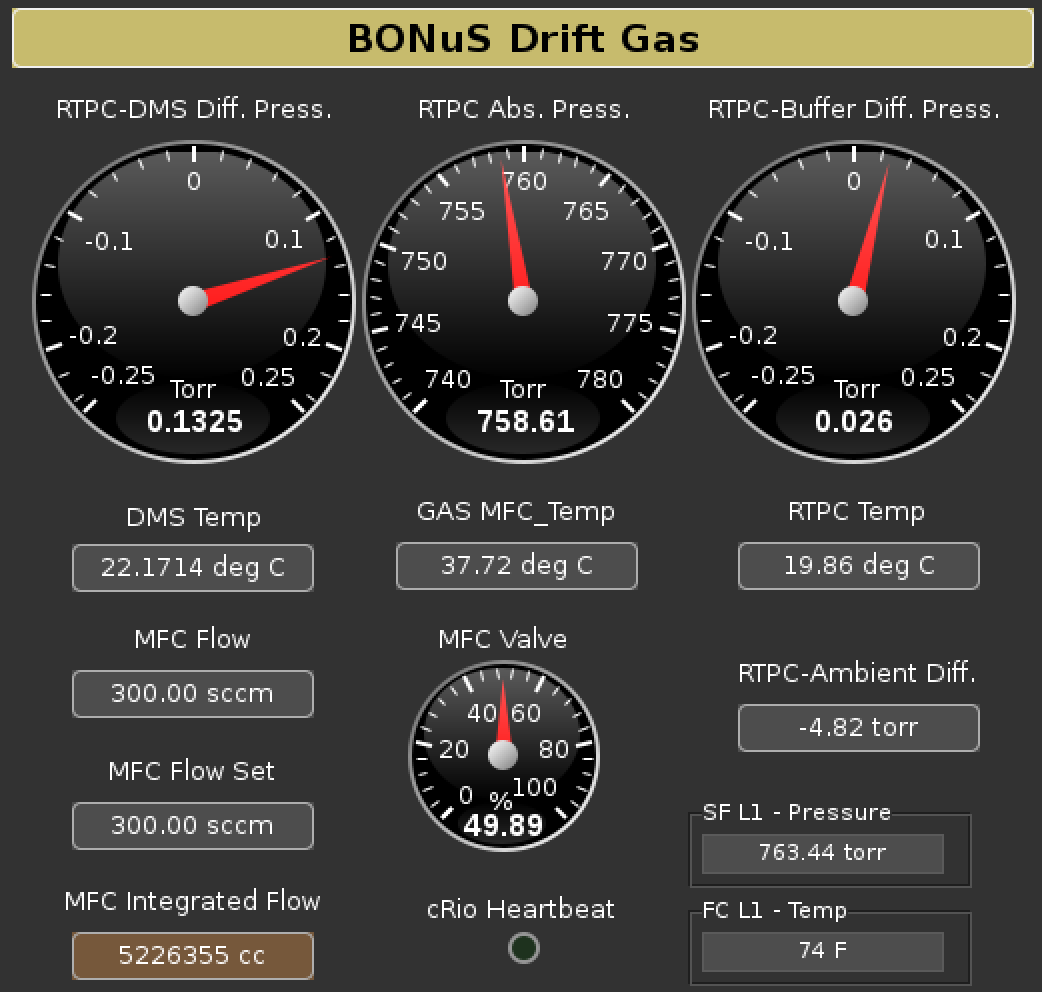 BONuS Drift Gas
RTPC-DMS Diff. Press.
0
-0.1
0.1
-0.2
0.2
-0.25
0.25
Torr
0.1325
RTPC Abs. Press.
760
755
765
750
770
745
775
740
780
Torr
758.61
RTPC-Buffer Diff. Press.
0
-0.1
0.1
-0.2
0.2
-0.25
0.25
Torr
0.026
DMS Temp
22.1714 deg C
GAS MFC_Temp
37.72 deg C
RTPC Temp
19.86 deg C
MFC Flow
300.00 sccm
MFC Flow Set
300.00 sccm
MFC Integrated Flow
5226355 cc
MFC Valve
40
60
20
80
0
100
%
49.89
cRio Heartbeat
RTPC-Ambient Diff.
-4.82 torr
SF L1 - Pressure
763.44 torr
FC L1 - Temp
74 F